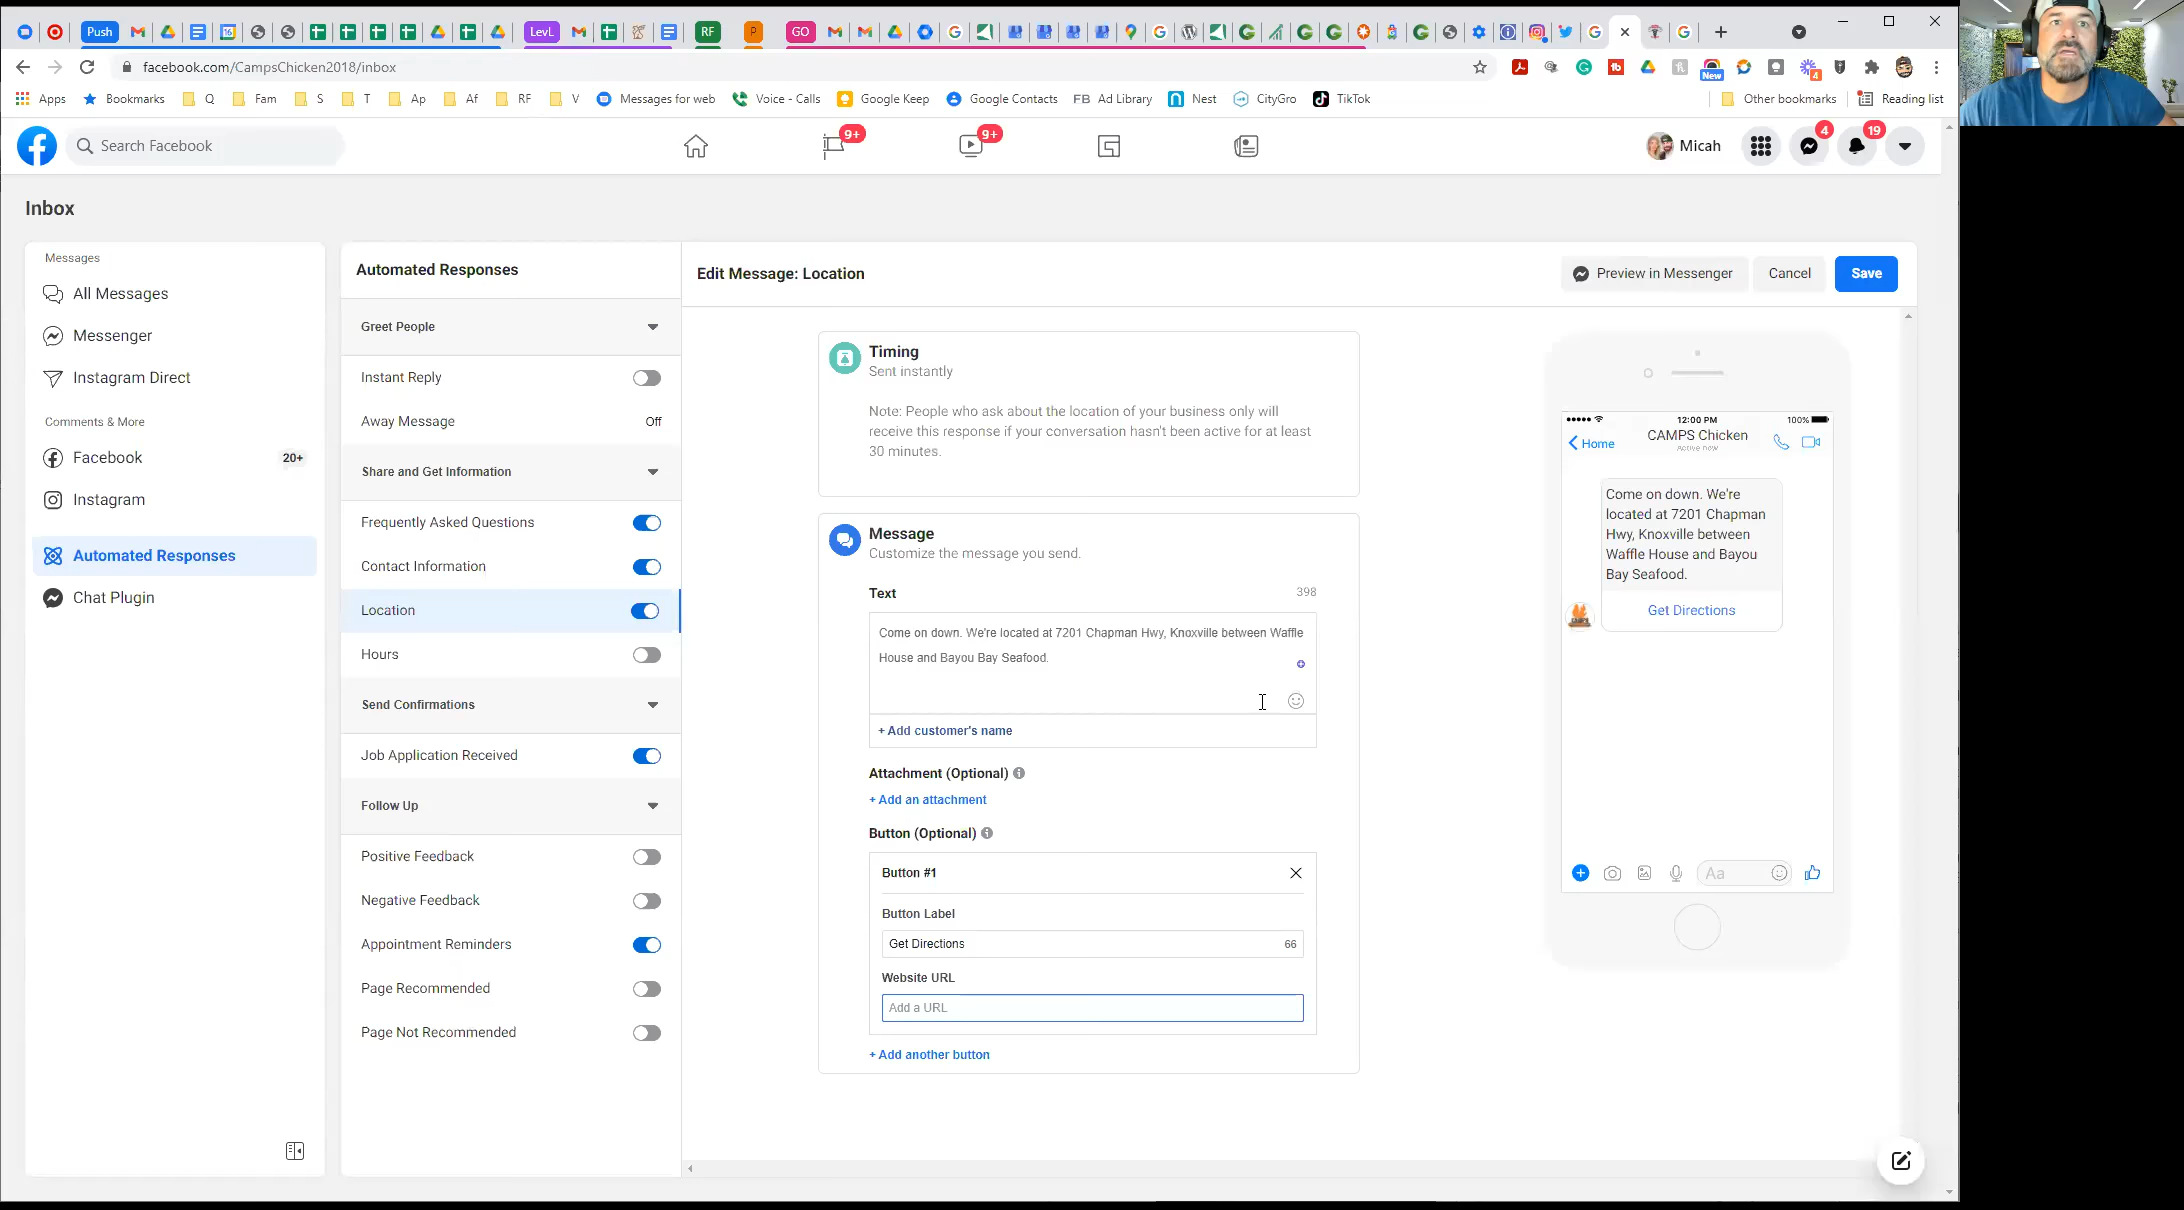 Push
LevL
RF
P
GO
facebook.com/CampsChicken2018/inbox
New
4
Apps
Bookmarks
Q
Fam
S
T
Ap
Af
RF
V
Messages for web
Voice - Calls
Google Keep
Google Contacts
FB Ad Library
Nest
CityGro
TikTok
Other bookmarks
Reading list
Search Facebook
9+
9+
Micah
4
19
Inbox
Messages
All Messages
Messenger
Instagram Direct
Comments & More
Facebook
20+
Instagram
Automated Responses
Chat Plugin
Automated Responses
Greet People
Instant Reply
Away Message
Off
Share and Get Information
Frequently Asked Questions
Contact Information
Location
Hours
Send Confirmations
Job Application Received
Follow Up
Positive Feedback
Negative Feedback
Appointment Reminders
Page Recommended
Page Not Recommended
Edit Message: Location
Preview in Messenger
Cancel
Save
Timing
Sent instantly
Note: People who ask about the location of your business only will
receive this response if your conversation hasn't been active for at least
30 minutes.
Message
Customize the message you send.
Text
398
Come on down. We're located at 7201 Chapman Hwy, Knoxville between Waffle
House and Bayou Bay Seafood.
+ Add customer's name
Attachment (Optional)
+ Add an attachment
Button (Optional)
Button #1
Button Label
Get Directions
66
Website URL
Add a URL
+ Add another button
12:00 PM
100%
Home
CAMPS Chicken
Active now
Come on down. We're
located at 7201 Chapman
Hwy, Knoxville between
Waffle House and Bayou
Bay Seafood.
Get Directions
Aa